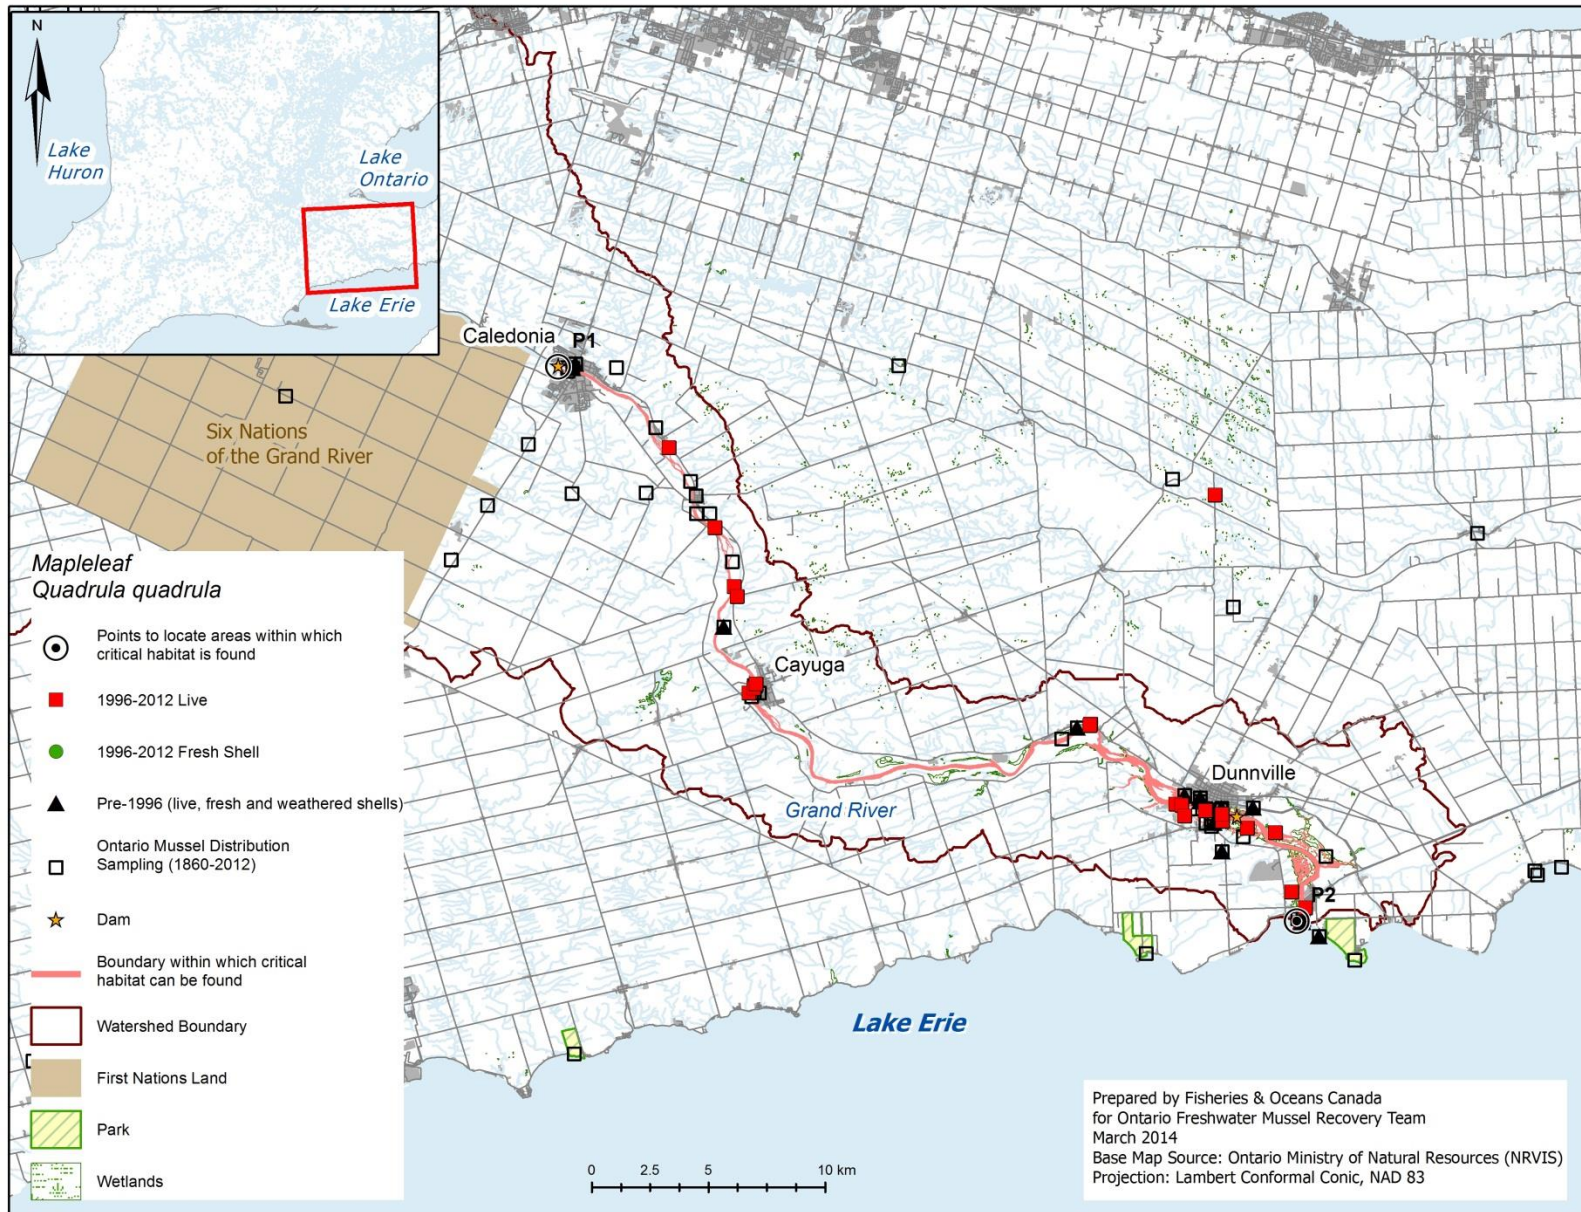 N
Lake
Huron
Lake
Ontario
Lake Erie
Caledonia
P1
Six Nations
of the Grand River
Cayuga
Dunnville
Grand River
P2
Lake Erie
Mapleleaf
Quadrula quadrula
Points to locate areas within which
critical habitat is found
1996-2012 Live
1996-2012 Fresh Shell
Pre-1996 (live, fresh and weathered shells)
Ontario Mussel Distribution
Sampling (1860-2012)
Dam
Boundary within which critical
habitat can be found
Watershed Boundary
First Nations Land
Park
Wetlands
0 2.5 5 10 km
Prepared by Fisheries & Oceans Canada
for Ontario Freshwater Mussel Recovery Team
March 2014
Base Map Source: Ontario Ministry of Natural Resources (NRVIS)
Projection: Lambert Conformal Conic, NAD 83